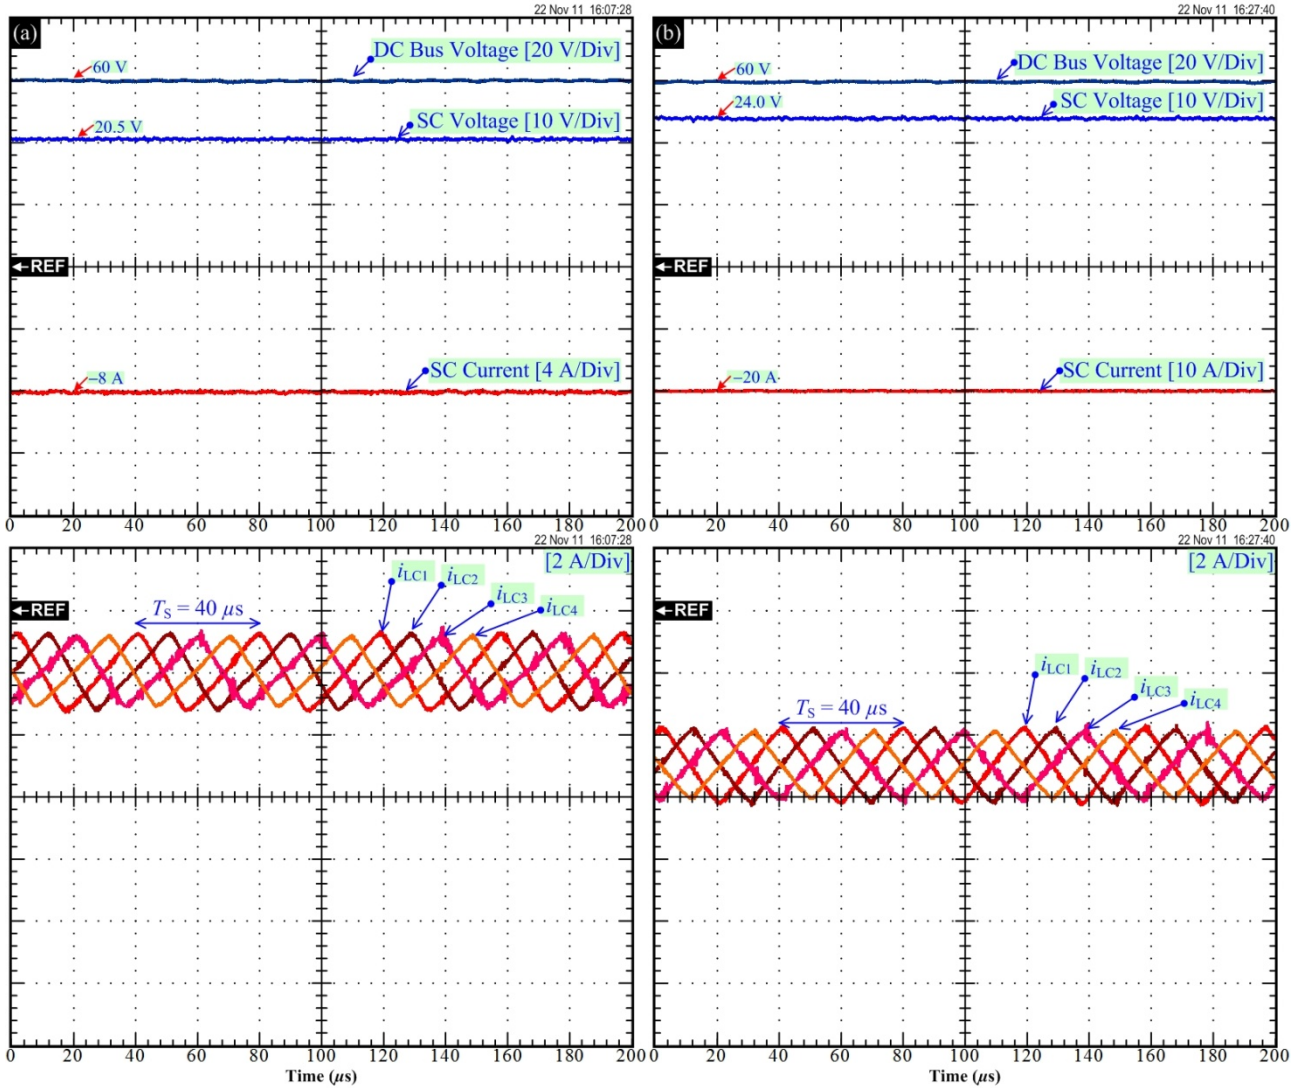 22 Nov 11 16:07:28
(a)
DC Bus Voltage [20 V/Div]
60 V
SC Voltage [10 V/Div]
20.5 V
←REF
SC Current [4 A/Div]
–8 A
0 20 40 60 80 100 120 140 160 180 200
22 Nov 11 16:27:40
(b)
DC Bus Voltage [20 V/Div]
60 V
SC Voltage [10 V/Div]
24.0 V
←REF
SC Current [10 A/Div]
–20 A
0 20 40 60 80 100 120 140 160 180 200
22 Nov 11 16:07:28
[2 A/Div]
iLC1 iLC2
iLC3
iLC4
←REF
TS = 40 µs
0 20 40 60 80 100 120 140 160 180 200
Time (µs)
22 Nov 11 16:27:40
[2 A/Div]
←REF
iLC1 iLC2
iLC3
iLC4
TS = 40 µs
0 20 40 60 80 100 120 140 160 180 200
Time (µs)